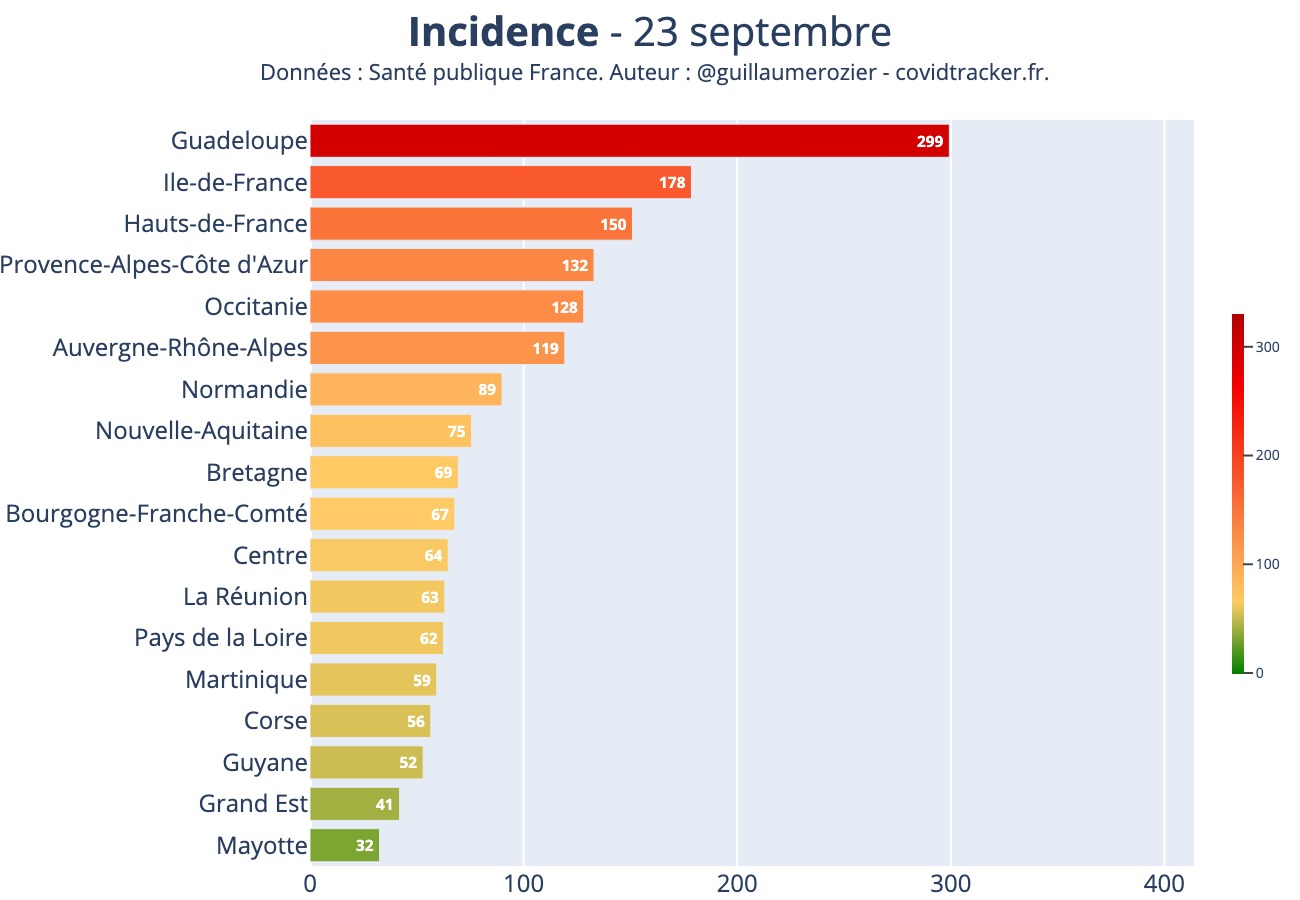 Incidence - 23 septembre
Données : Santé publique France. Auteur : @guillaumerozier - covidtracker.fr.
Guadeloupe 299
Ile-de-France 178
Hauts-de-France 150
Provence-Alpes-Côte d'Azur 132
Occitanie 128
Auvergne-Rhône-Alpes 119
Normandie 89
Nouvelle-Aquitaine 75
Bretagne 69
Bourgogne-Franche-Comté 67
Centre 64
La Réunion 63
Pays de la Loire 62
Martinique 59
Corse 56
Guyane 52
Grand Est 41
Mayotte 32
0 100 200 300 400
300
200
100
0